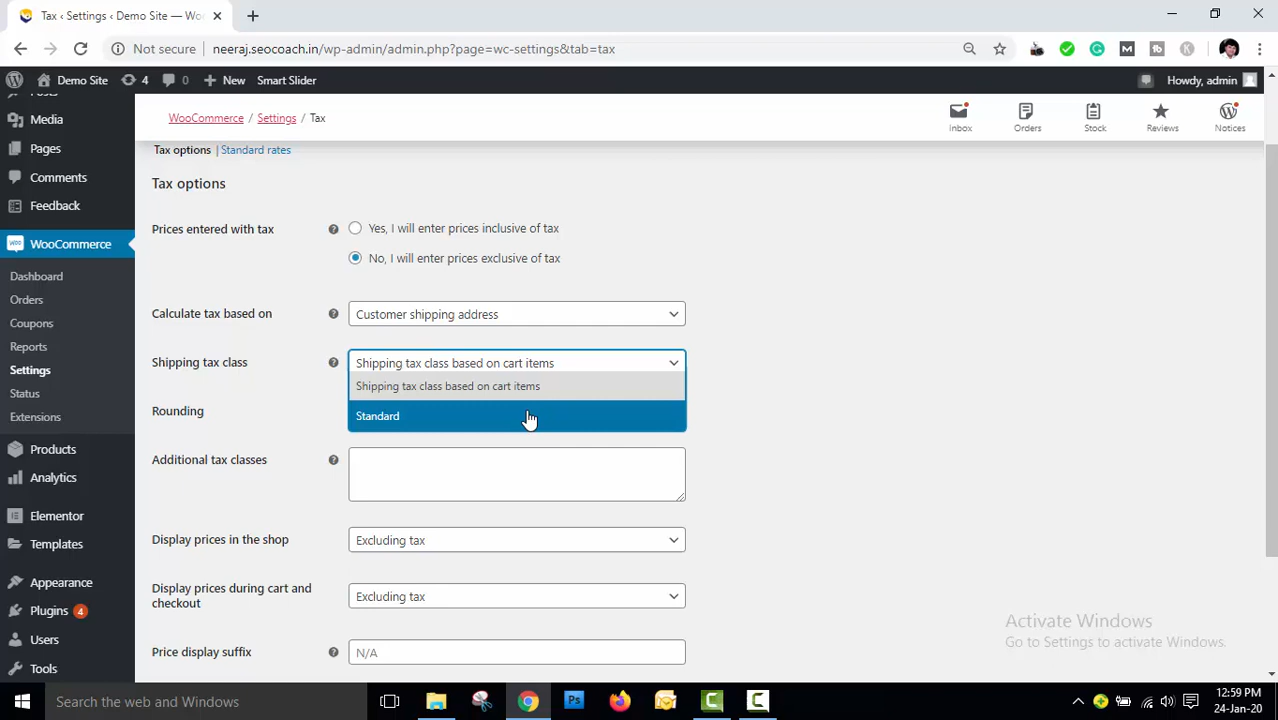 Tax ‹ Settings ‹ Demo Site — Wo
Not secure
neeraj.seocoach.in/wp-admin/admin.php?page=wc-settings&tab=tax
Demo Site
4
0
New
Smart Slider
Howdy, admin
Media
Pages
Comments
Feedback
WooCommerce
Dashboard
Orders
Coupons
Reports
Settings
Status
Extensions
Products
Analytics
Elementor
Templates
Appearance
Plugins 4
Users
Tools
WooCommerce / Settings / Tax
Inbox
Orders
Stock
Reviews
Notices
Tax options | Standard rates
Tax options
Prices entered with tax
Yes, I will enter prices inclusive of tax
No, I will enter prices exclusive of tax
Calculate tax based on
Customer shipping address
Shipping tax class
Shipping tax class based on cart items
Shipping tax class based on cart items
Standard
Rounding
Additional tax classes
Display prices in the shop
Excluding tax
Display prices during cart and
checkout
Excluding tax
Price display suffix
N/A
Activate Windows
Go to Settings to activate Windows.
Search the web and Windows
12:59 PM
24-Jan-20